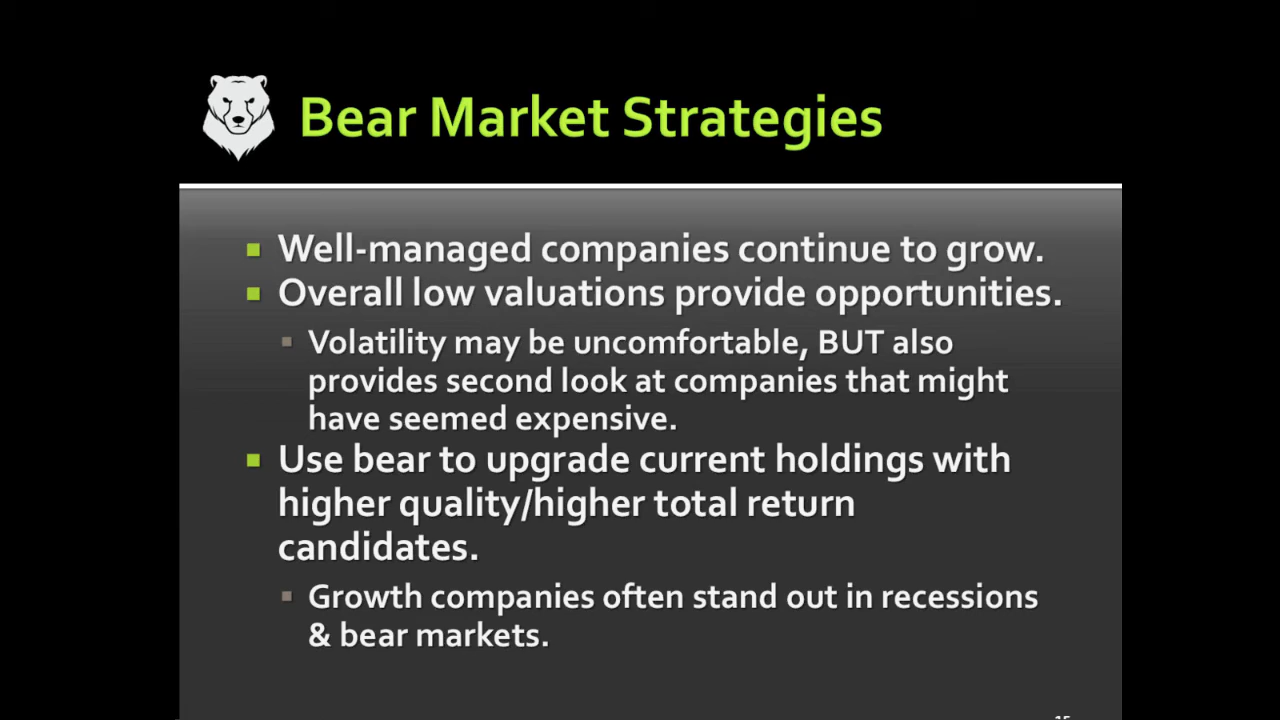 Bear Market Strategies
Well-managed companies continue to grow.
Overall low valuations provide opportunities.
Volatility may be uncomfortable, BUT also
provides second look at companies that might
have seemed expensive.
Use bear to upgrade current holdings with
higher quality/higher total return
candidates.
Growth companies often stand out in recessions
& bear markets.